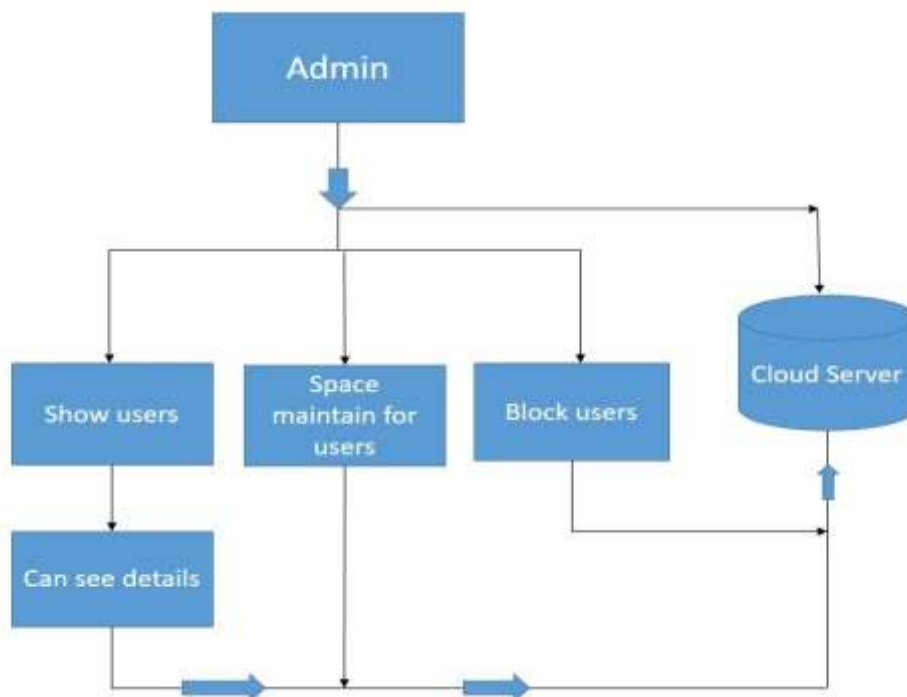 Admin
Show users
Space
maintain for
users
Block users
Cloud Server
Can see details